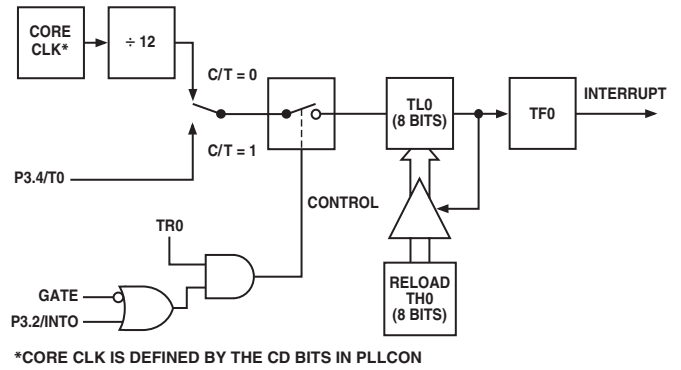 CORE
CLK*
÷ 12
C/T = 0
C/T = 1
P3.4/T0
TL0
(8 BITS)
TF0
INTERRUPT
CONTROL
TR0
GATE
P3.2/INTO
RELOAD
TH0
(8 BITS)
*CORE CLK IS DEFINED BY THE CD BITS IN PLLCON